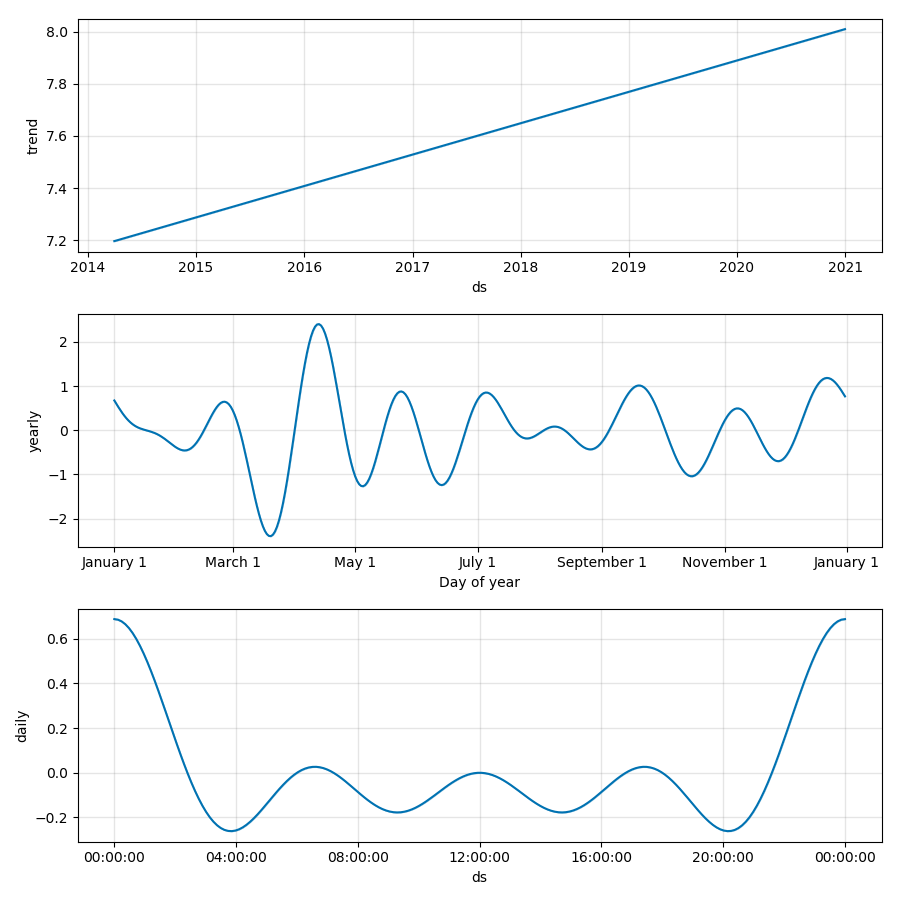 8.0
7.8
7.6
7.4
7.2
trend
2014 2015 2016 2017 2018 2019 2020 2021
ds
2
1
0
−1
−2
yearly
January 1 March 1 May 1 July 1 September 1 November 1 January 1
Day of year
0.6
0.4
0.2
0.0
−0.2
daily
00:00:00 04:00:00 08:00:00 12:00:00 16:00:00 20:00:00 00:00:00
ds